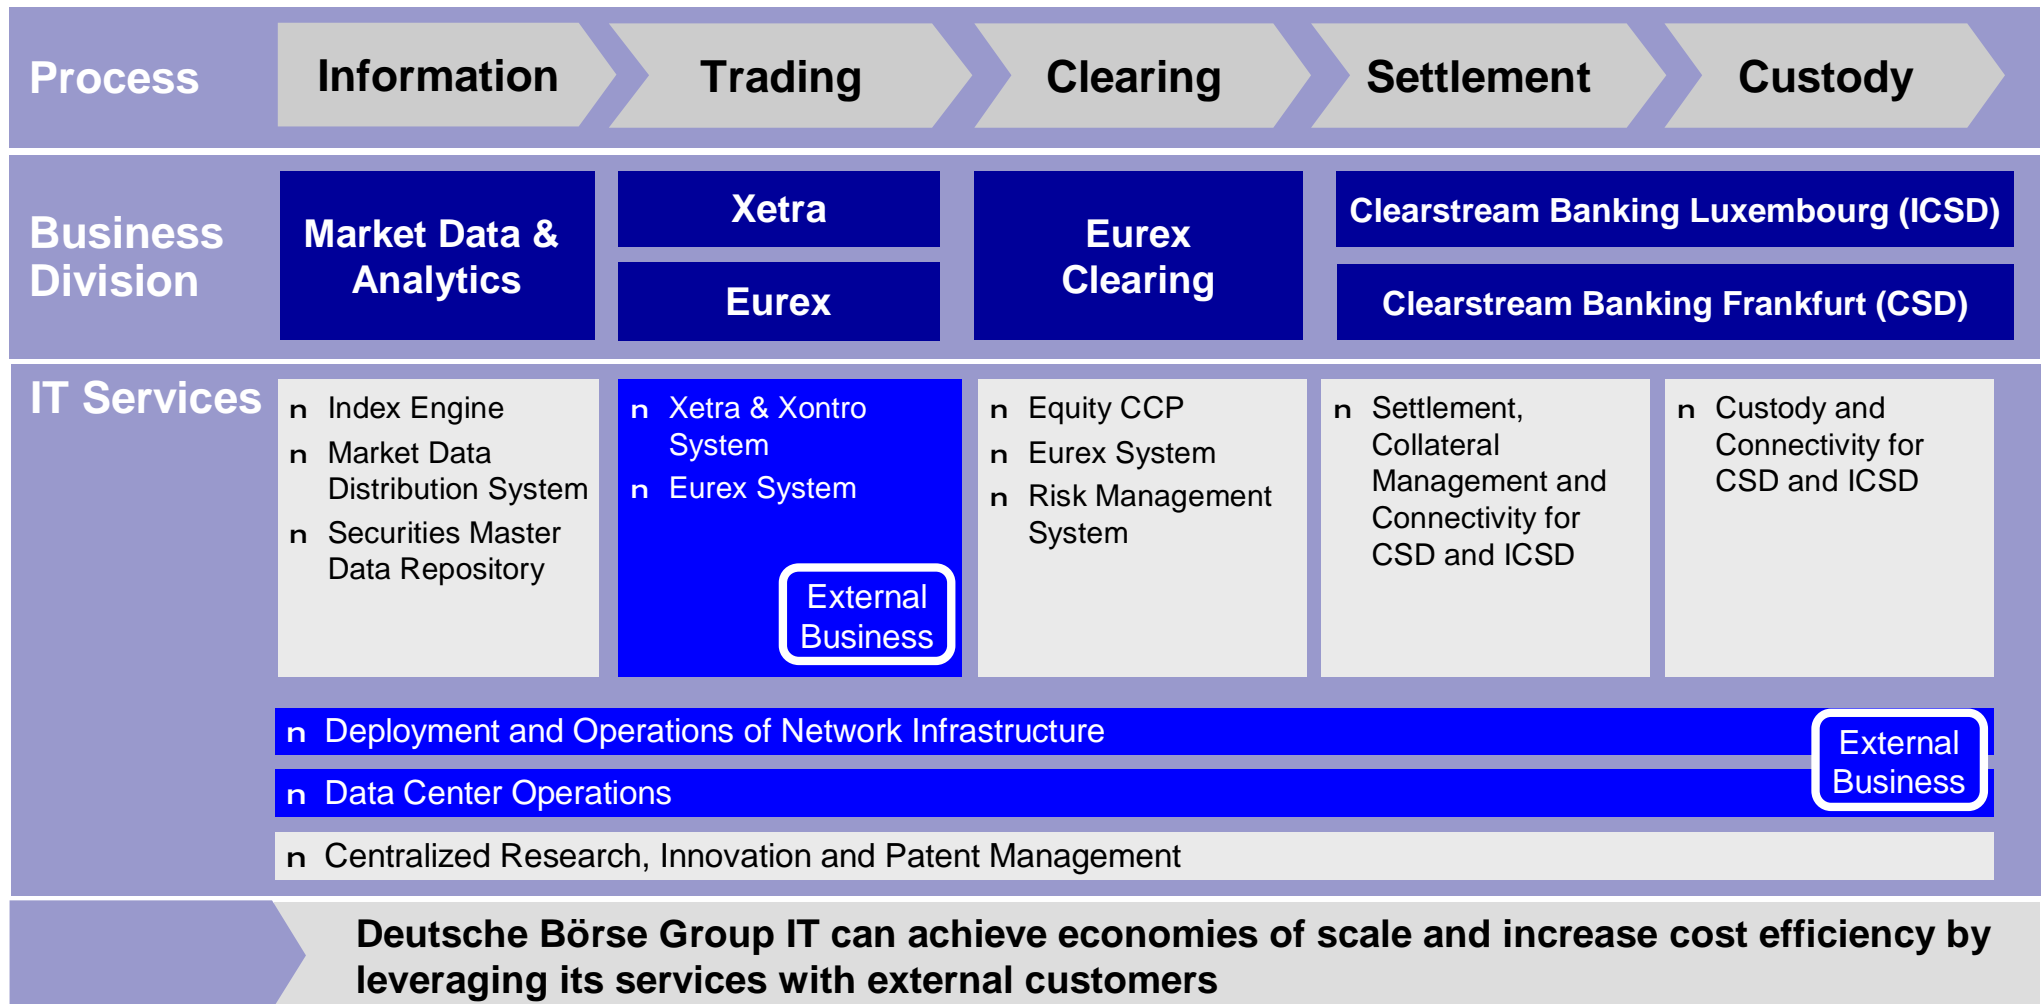 Process
Information
Trading
Clearing
Settlement
Custody
Business
Division
Market Data &
Analytics
Xetra
Eurex
Eurex
Clearing
Clearstream Banking Luxembourg (ICSD)
Clearstream Banking Frankfurt (CSD)
IT Services
n Index Engine
n Market Data
Distribution System
n Securities Master
Data Repository
n Xetra & Xontro
System
n Eurex System
External
Business
n Equity CCP
n Eurex System
n Risk Management
System
n Settlement,
Collateral
Management and
Connectivity for
CSD and ICSD
n Custody and
Connectivity for
CSD and ICSD
n Deployment and Operations of Network Infrastructure
n Data Center Operations
External
Business
n Centralized Research, Innovation and Patent Management
Deutsche Börse Group IT can achieve economies of scale and increase cost efficiency by
leveraging its services with external customers